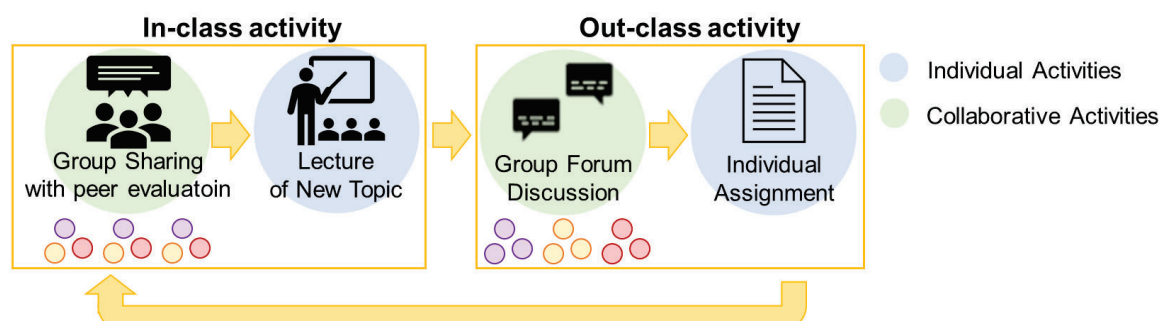 In-class activity
Out-class activity
Group Sharing
with peer evaluatoin
Lecture
of New Topic
Group Forum
Discussion
Individual
Assignment
Individual Activities
Collaborative Activities